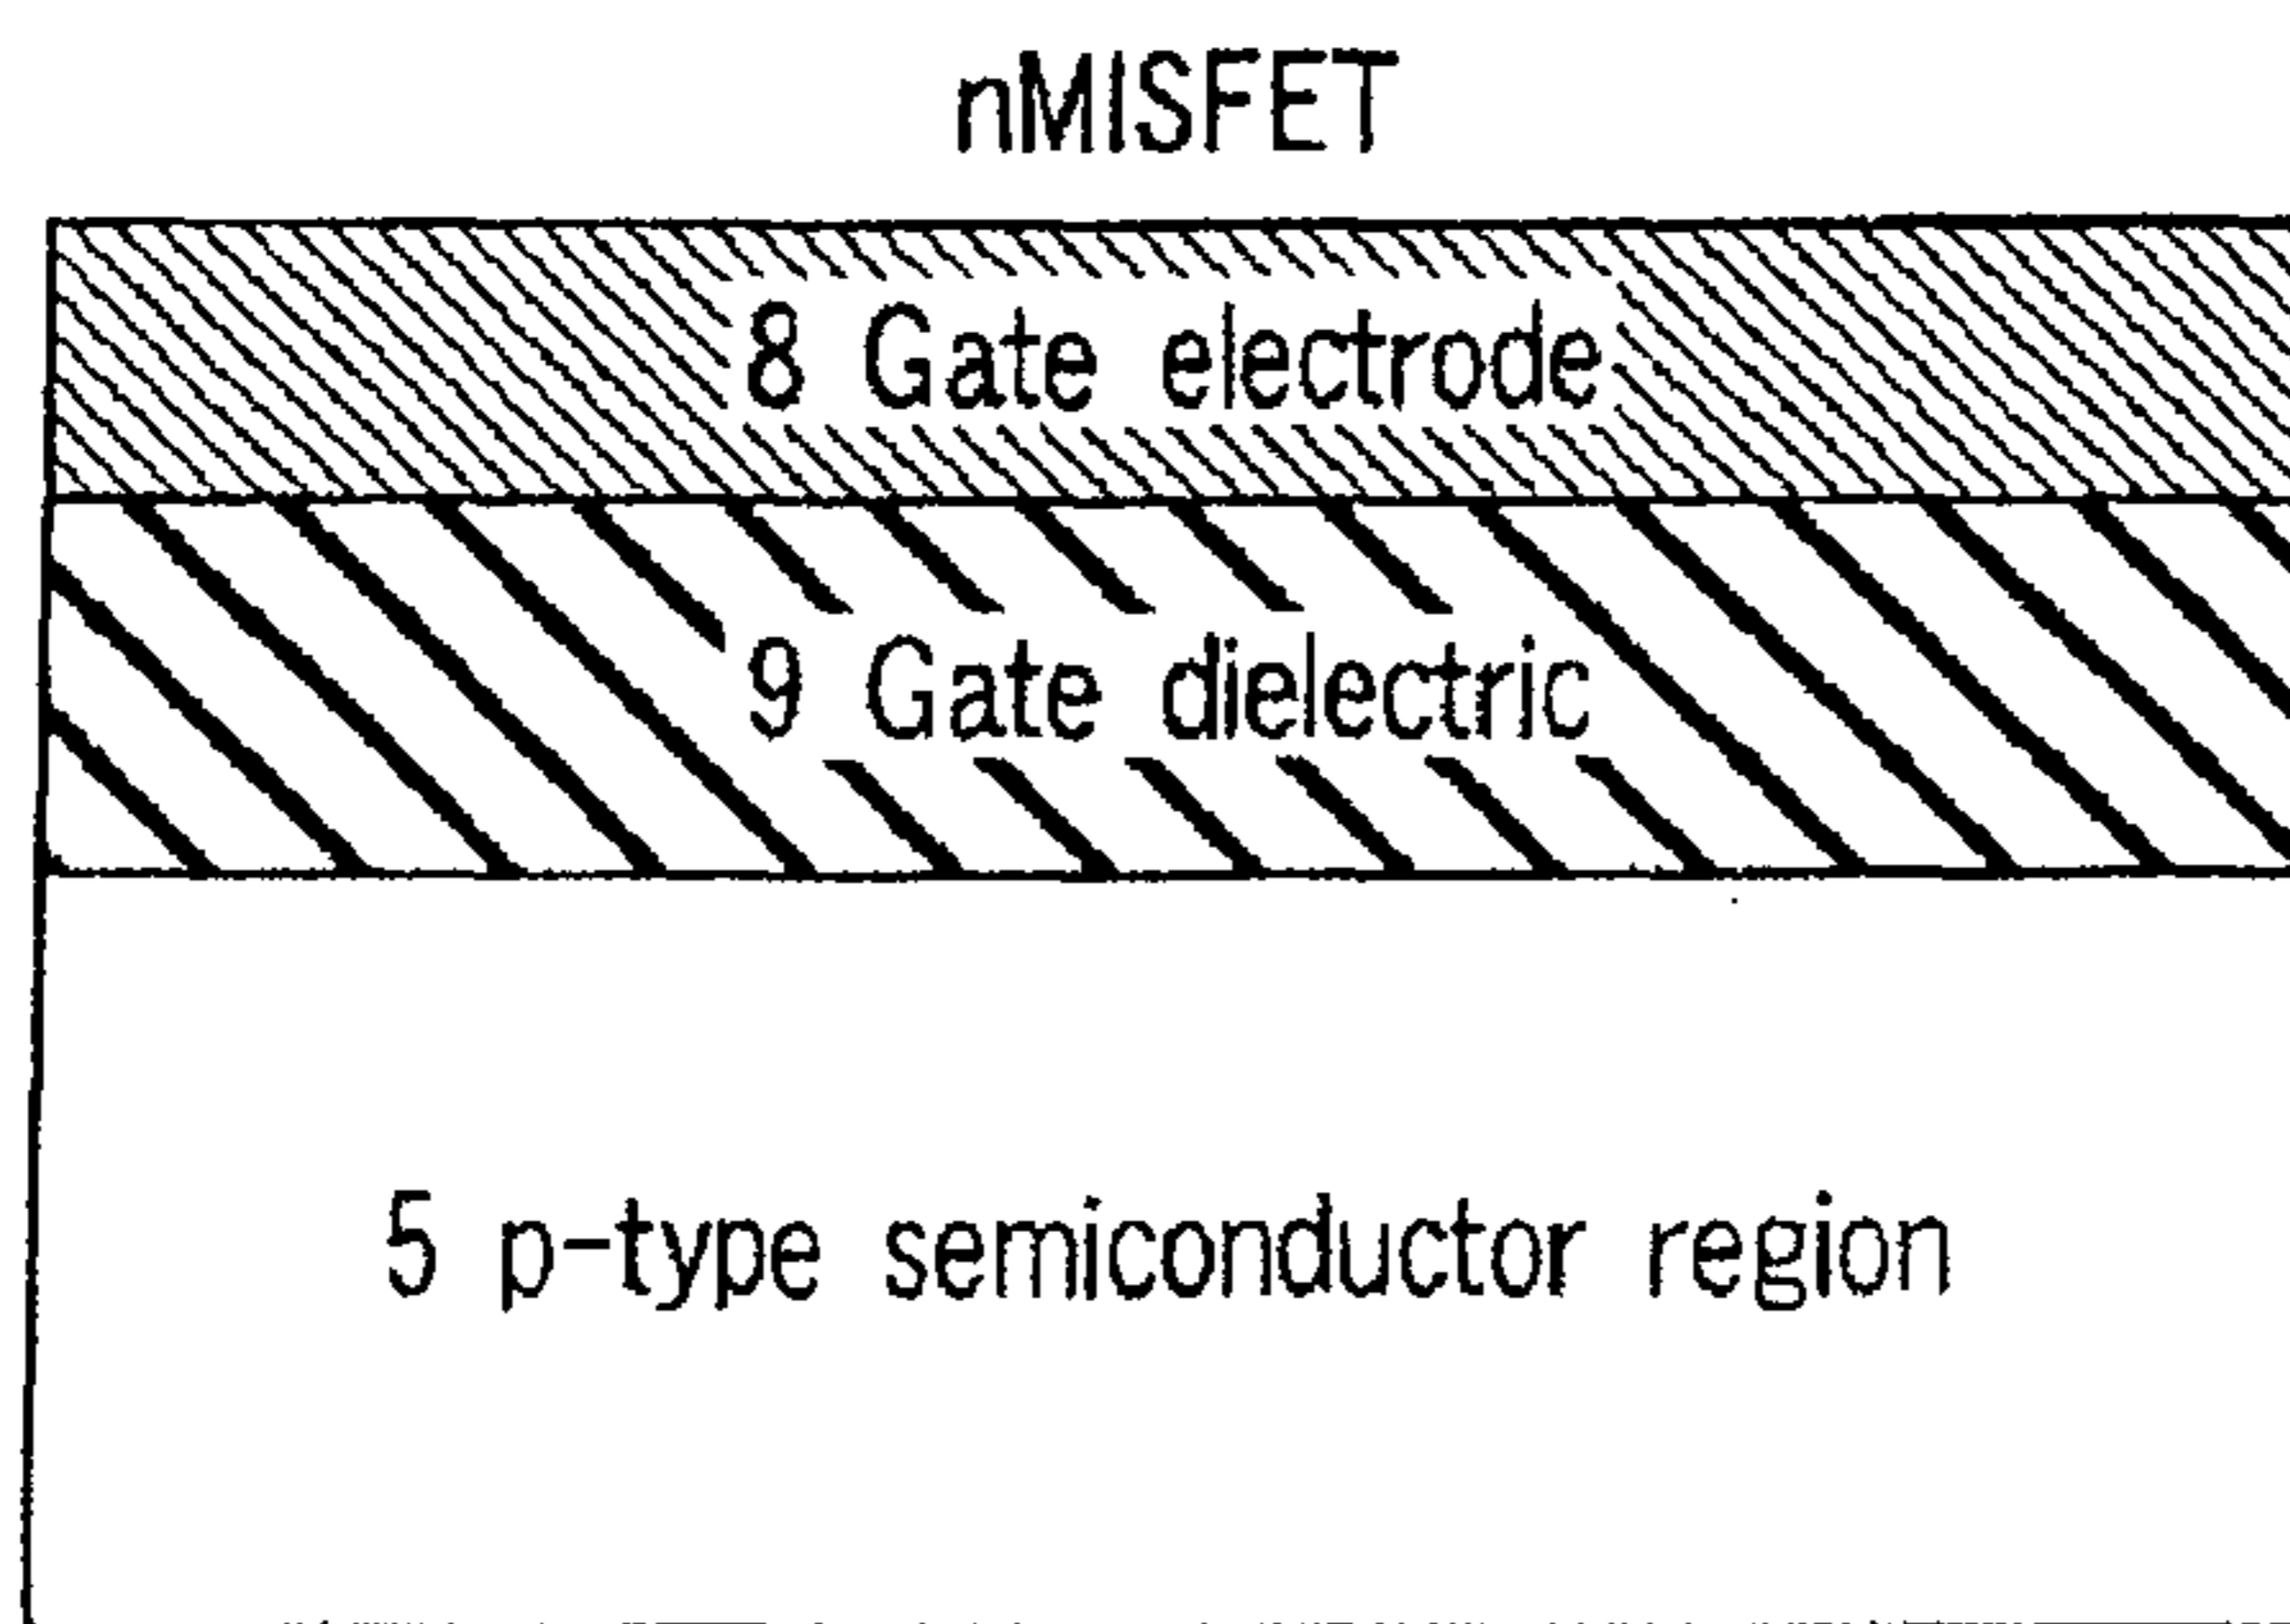 nMISFET
8 Gate electrode
9 Gate dielectric
5 p-type semiconductor region